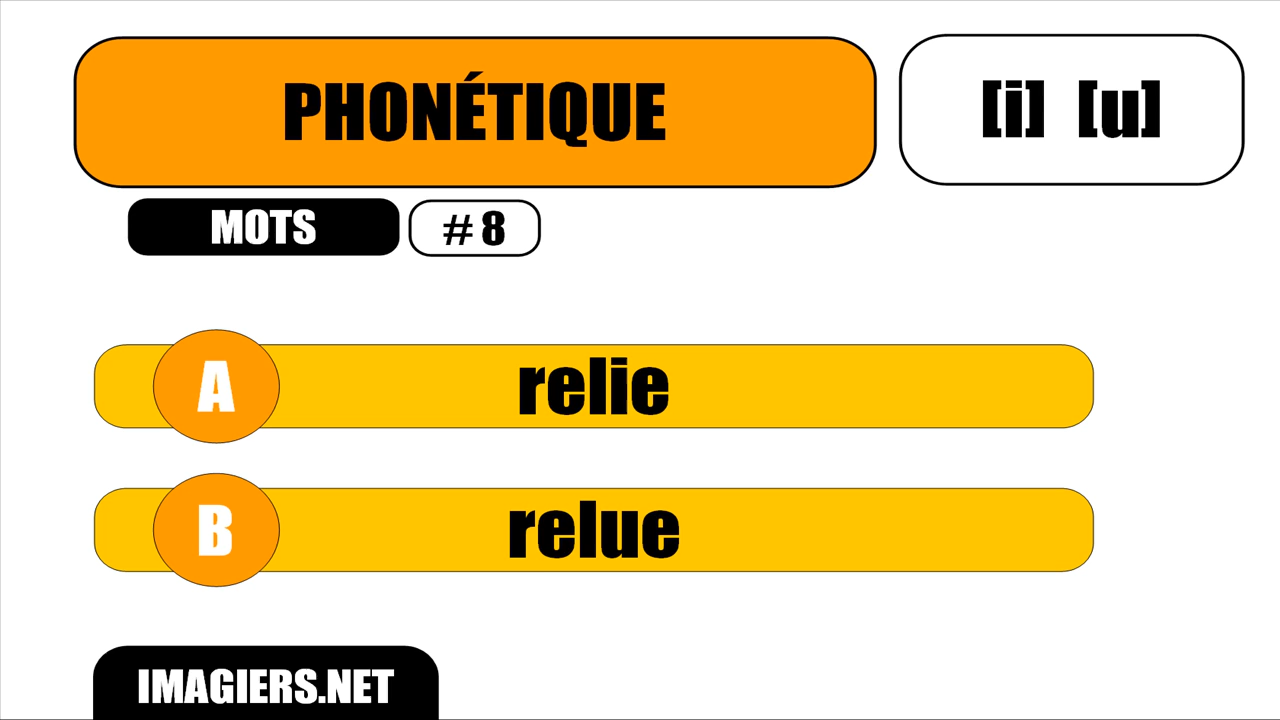 PHONÉTIQUE
[i] [u]
MOTS
# 8
A relie
B relue
IMAGIERS.NET